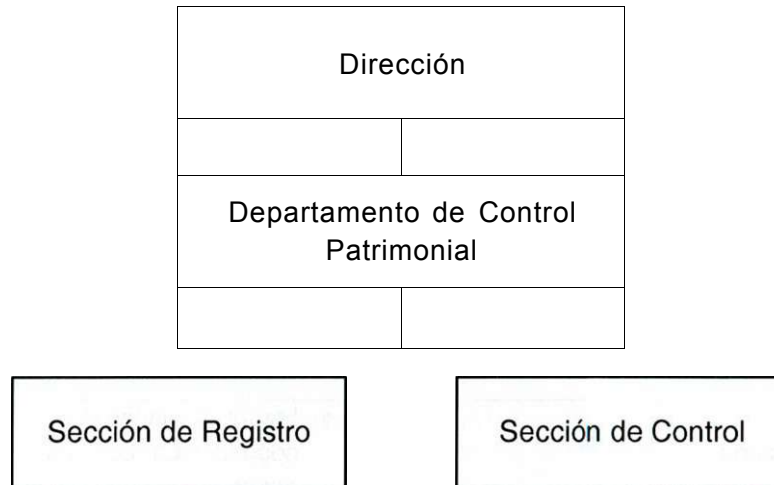 Dirección
Departamento de Control
Patrimonial
Sección de Registro
Sección de Control